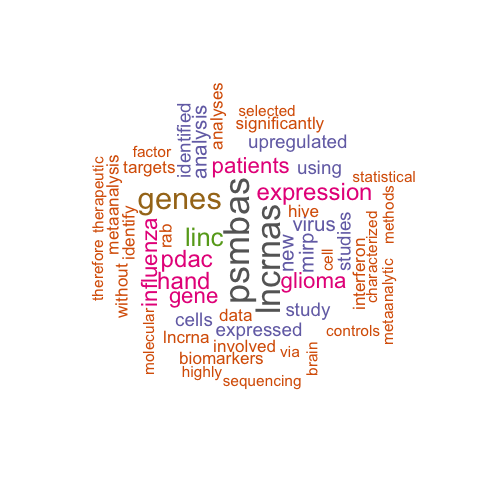 selected
significantly
analyses
identified
analysis
upregulated
factor
targets
patients
using
statistical
therapeutic
metaanalysis
identify
genes
psmbas
lncrnas
expression
hive
methods
rab
linc
virus
studies
characterized
therefore
without
influenza
pdac
new
mirp
cell
interferon
metaanalytic
hand
glioma
gene
molecular
cells
data
study
lncrna
expressed
controls
involved
biomarkers
via
brain
highly
sequencing